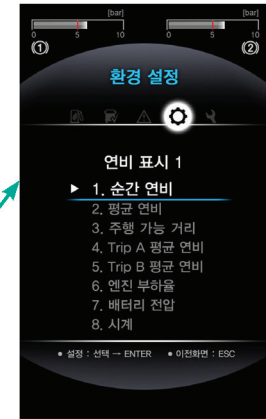 [bar] [bar]
0 5 10 0 5 10
(1) (2)
환경 설정
연비 표시 1
▶ 1. 순간 연비
2. 평균 연비
3. 주행 가능 거리
4. Trip A 평균 연비
5. Trip B 평균 연비
6. 엔진 부하율
7. 배터리 전압
8. 시계
● 설정 : 선택 → ENTER ● 이전화면 : ESC